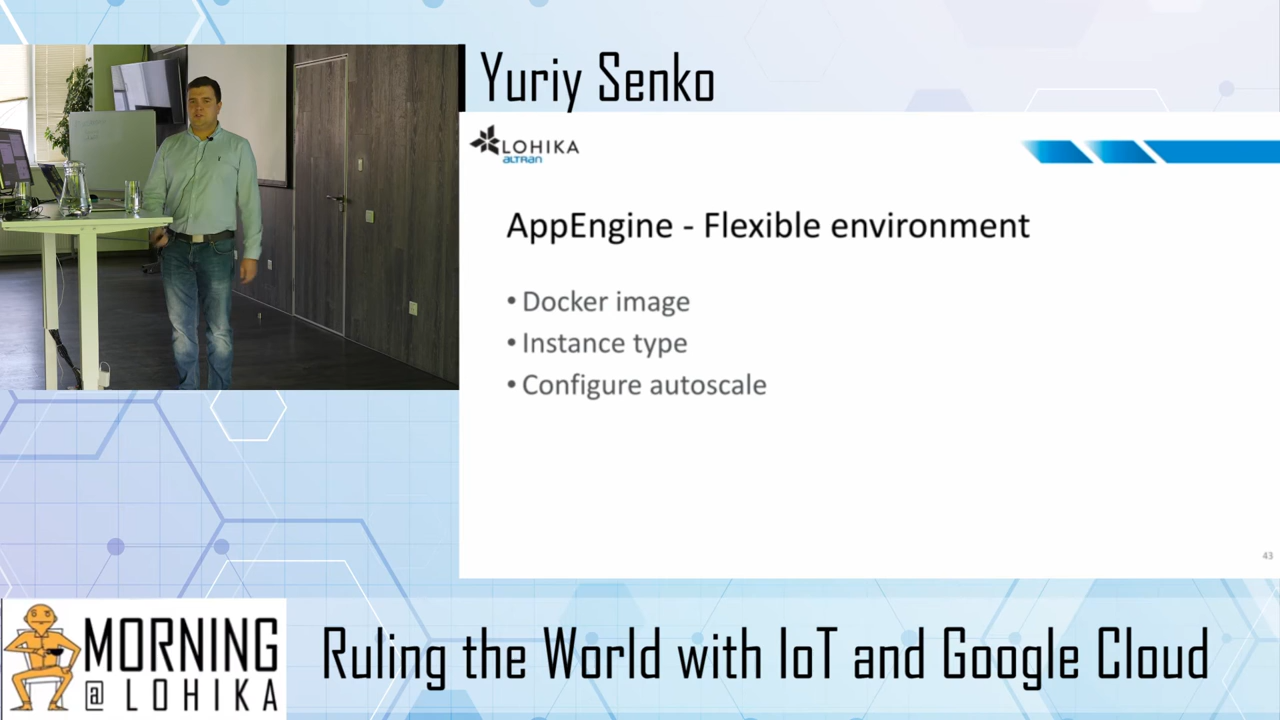 Yuriy Senko
LOHIKA
altran
AppEngine - Flexible environment
• Docker image
• Instance type
• Configure autoscale
43
MORNING
@ LOHIKA
Ruling the World with IoT and Google Cloud